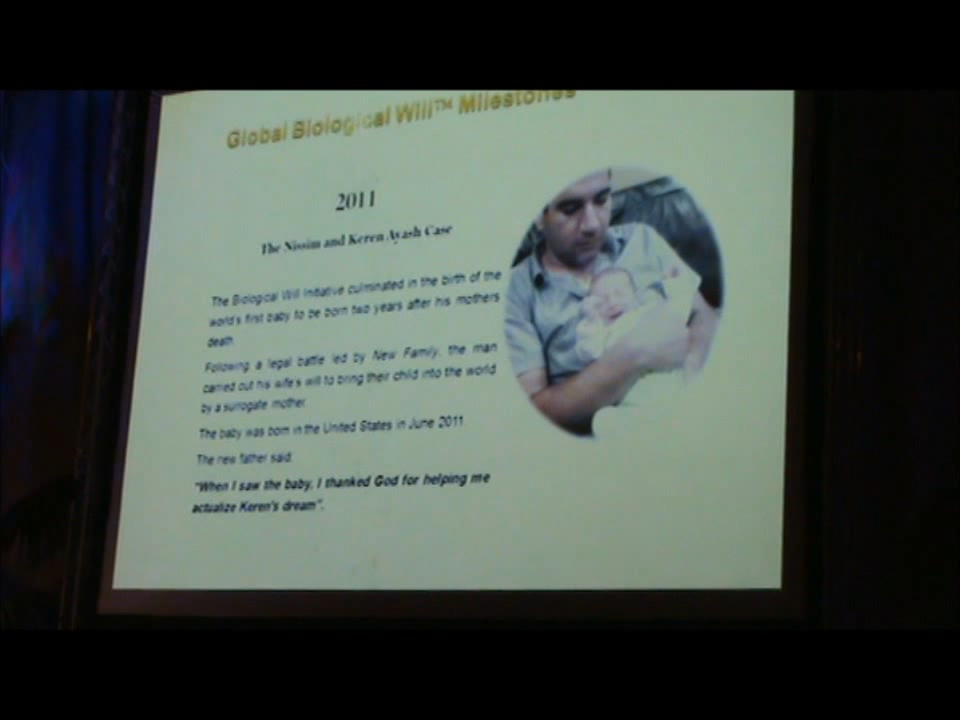 Global Biological Will™ Milestones
2011
The Nissim and Keren Ayash Case
The Biological Will Initiative culminated in the birth of the
world's first baby to be born two years after his mothers
death.
Following a legal battle led by New Family, the man
carried out his wife's will to bring their child into the world
by a surrogate mother.
The baby was born in the United States in June 2011.
The new father said:
"When I saw the baby, I thanked God for helping me
actualize Keren's dream".